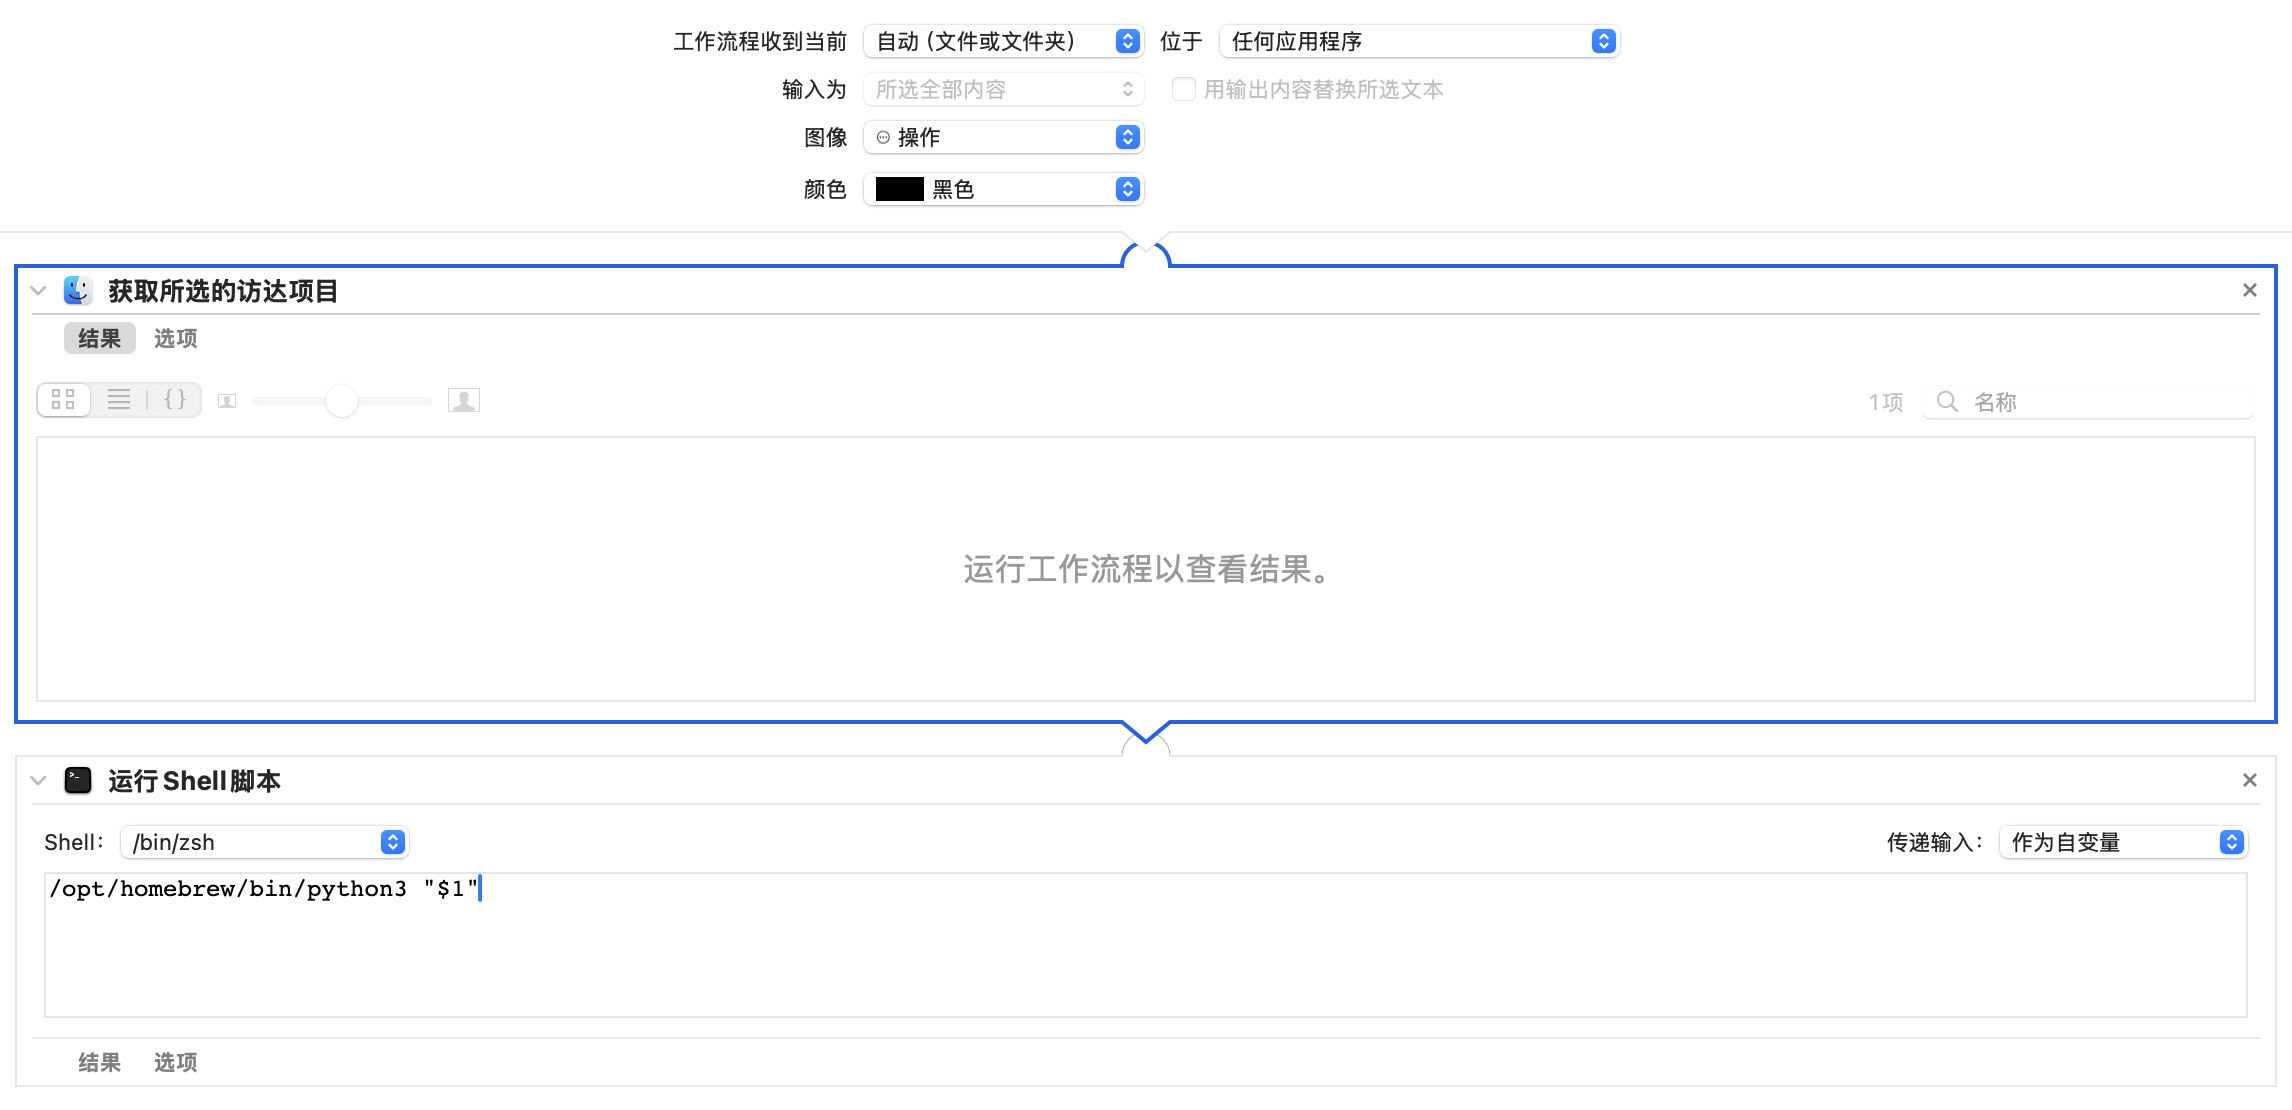 工作流程收到当前 自动（文件或文件夹） 位于 任何应用程序
输入为 所选全部内容 用输出内容替换所选文本
图像 操作
颜色 黑色
获取所选的访达项目
结果 选项
{} 1项 名称
运行工作流程以查看结果。
运行Shell脚本
Shell： /bin/zsh 传递输入： 作为自变量
/opt/homebrew/bin/python3 "$1"
结果 选项